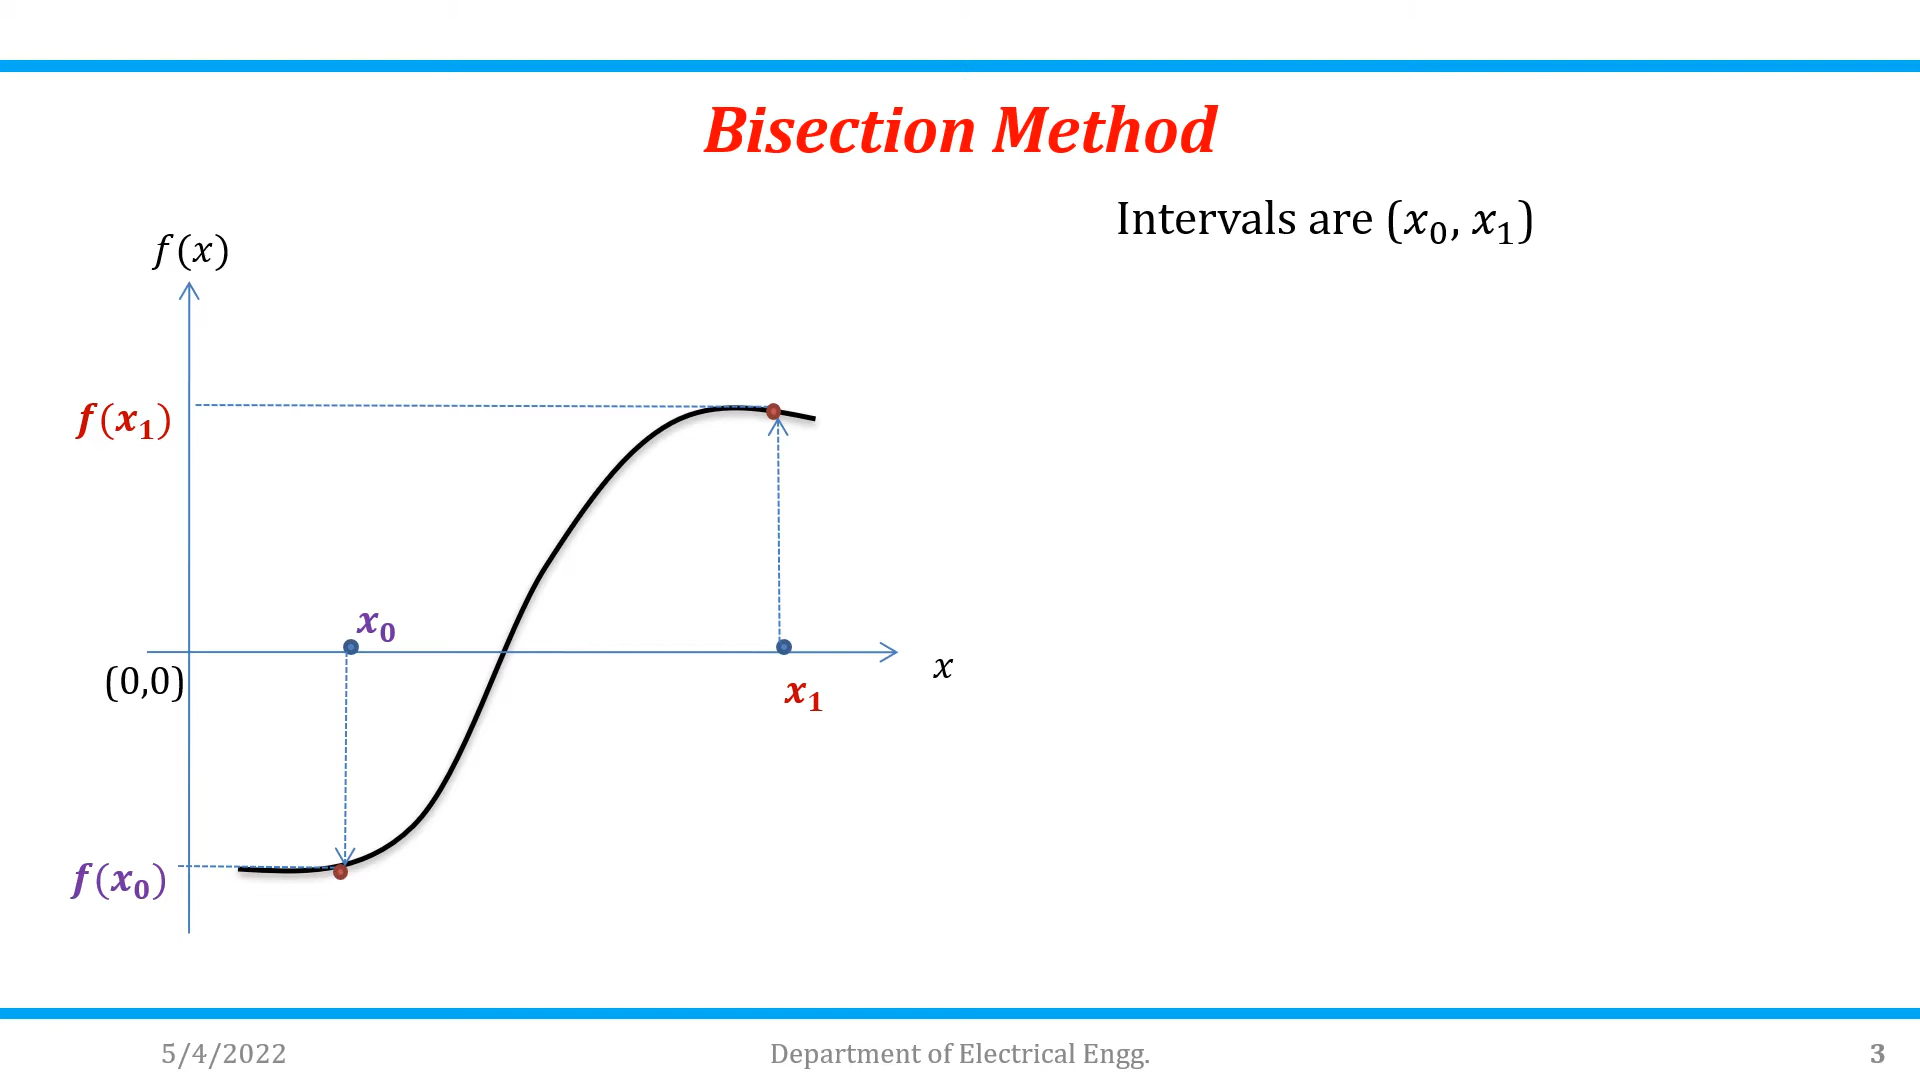 Bisection Method
Intervals are (x₀, x₁)
f(x)
f(x₁)
x₀
(0,0)
x
x₁
f(x₀)
5/4/2022
Department of Electrical Engg.
3